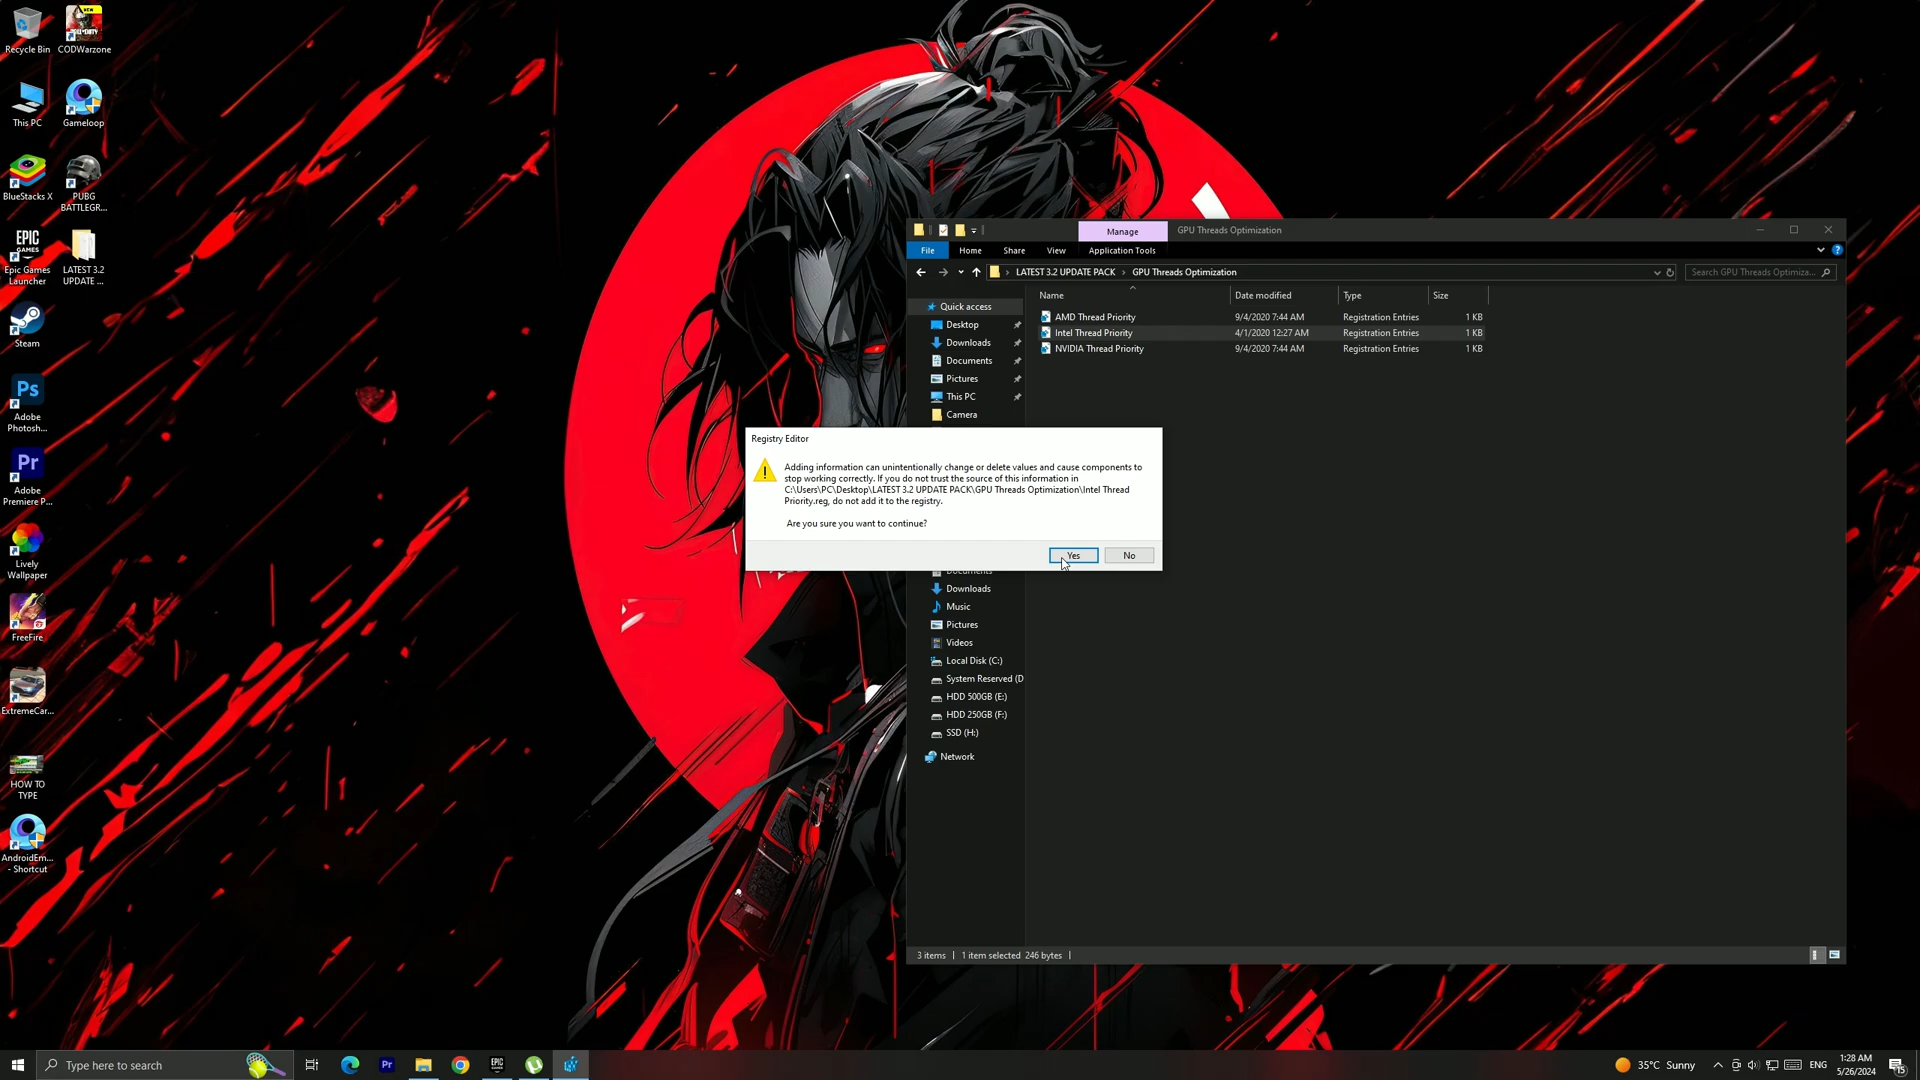 Recycle Bin
CODWarzone
This PC
Gameloop
BlueStacks X
PUBG
BATTLEGR...
EPIC
GAMES
Epic Games
Launcher
LATEST 3.2
UPDATE ...
Steam
Ps
Adobe
Photosh...
Pr
Adobe
Premiere P...
Lively
Wallpaper
FreeFire
ExtremeCar...
HOW TO
TYPE
AndroidEm...
- Shortcut
Manage
GPU Threads Optimization
File
Home
Share
View
Application Tools
LATEST 3.2 UPDATE PACK
GPU Threads Optimization
Search GPU Threads Optimiza...
Name
Date modified
Type
Size
AMD Thread Priority
9/4/2020 7:44 AM
Registration Entries
1 KB
Intel Thread Priority
4/1/2020 12:27 AM
Registration Entries
1 KB
NVIDIA Thread Priority
9/4/2020 7:44 AM
Registration Entries
1 KB
Quick access
Desktop
Downloads
Documents
Pictures
This PC
Camera
Registry Editor
Adding information can unintentionally change or delete values and cause components to
stop working correctly. If you do not trust the source of this information in
C:\Users\PC\Desktop\LATEST 3.2 UPDATE PACK\GPU Threads Optimization\Intel Thread
Priority.reg, do not add it to the registry.
Are you sure you want to continue?
Yes
No
Documents
Downloads
Music
Pictures
Videos
Local Disk (C:)
System Reserved (D
HDD 500GB (E:)
HDD 250GB (F:)
SSD (H:)
Network
3 items
1 item selected 246 bytes
Type here to search
Pr
EPIC
35°C Sunny
ENG
1:28 AM
5/26/2024
15